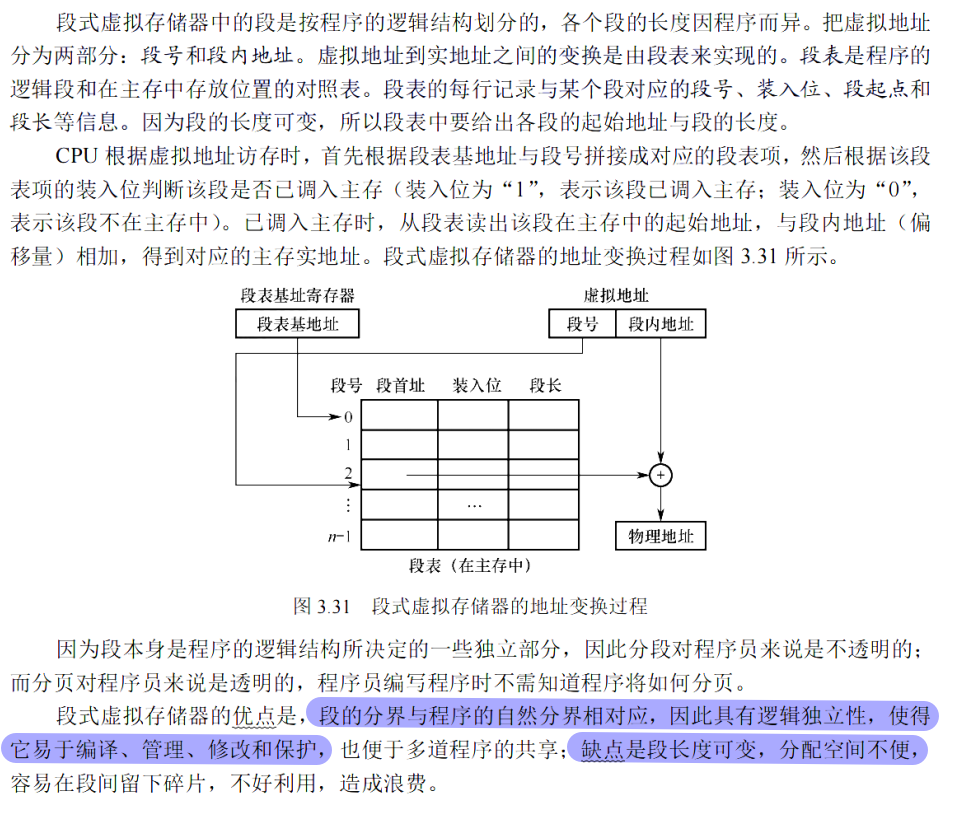 段式虚拟存储器中的段是按程序的逻辑结构划分的，各个段的长度因程序而异。把虚拟地址
分为两部分：段号和段内地址。虚拟地址到实地址之间的变换是由段表来实现的。段表是程序的
逻辑段和在主存中存放位置的对照表。段表的每行记录与某个段对应的段号、装入位、段起点和
段长等信息。因为段的长度可变，所以段表中要给出各段的起始地址与段的长度。
CPU 根据虚拟地址访存时，首先根据段表基地址与段号拼接成对应的段表项，然后根据该段
表项的装入位判断该段是否已调入主存（装入位为“1”，表示该段已调入主存；装入位为“0”，
表示该段不在主存中）。已调入主存时，从段表读出该段在主存中的起始地址，与段内地址（偏
移量）相加，得到对应的主存实地址。段式虚拟存储器的地址变换过程如图 3.31 所示。
段表基址寄存器 虚拟地址
段表基地址 段号 段内地址
段号 段首址 装入位 段长
0
1
2
+
⋮ …
n-1 物理地址
段表（在主存中）
图 3.31 段式虚拟存储器的地址变换过程
因为段本身是程序的逻辑结构所决定的一些独立部分，因此分段对程序员来说是不透明的；
而分页对程序员来说是透明的，程序员编写程序时不需知道程序将如何分页。
段式虚拟存储器的优点是，段的分界与程序的自然分界相对应，因此具有逻辑独立性，使得
它易于编译、管理、修改和保护，也便于多道程序的共享；缺点是段长度可变，分配空间不便，
容易在段间留下碎片，不好利用，造成浪费。